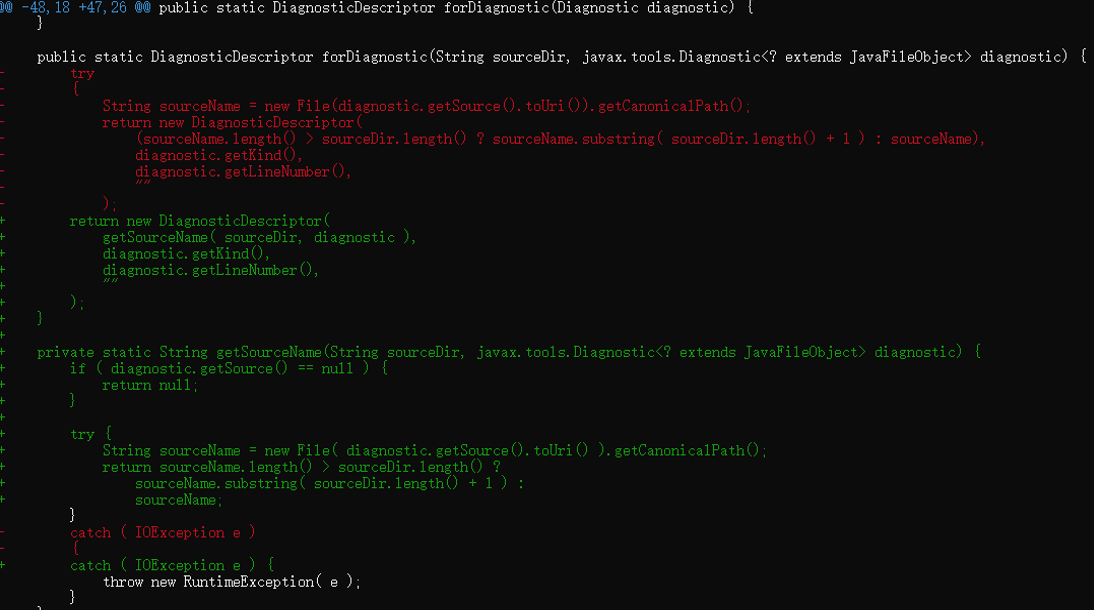 @@ -48,18 +47,26 @@ public static DiagnosticDescriptor forDiagnostic(Diagnostic diagnostic) {
     }

     public static DiagnosticDescriptor forDiagnostic(String sourceDir, javax.tools.Diagnostic<? extends JavaFileObject> diagnostic) {
-        try
-        {
-            String sourceName = new File(diagnostic.getSource().toUri()).getCanonicalPath();
-            return new DiagnosticDescriptor(
-                (sourceName.length() > sourceDir.length() ? sourceName.substring( sourceDir.length() + 1 ) : sourceName),
-                diagnostic.getKind(),
-                diagnostic.getLineNumber(),
-                ""
-            );
+        return new DiagnosticDescriptor(
+            getSourceName( sourceDir, diagnostic ),
+            diagnostic.getKind(),
+            diagnostic.getLineNumber(),
+            ""
+        );
+    }
+
+    private static String getSourceName(String sourceDir, javax.tools.Diagnostic<? extends JavaFileObject> diagnostic) {
+        if ( diagnostic.getSource() == null ) {
+            return null;
+        }
+
+        try {
+            String sourceName = new File( diagnostic.getSource().toUri() ).getCanonicalPath();
+            return sourceName.length() > sourceDir.length() ?
+                sourceName.substring( sourceDir.length() + 1 ) :
+                sourceName;
         }
-        catch ( IOException e )
-        {
+        catch ( IOException e ) {
             throw new RuntimeException( e );
         }